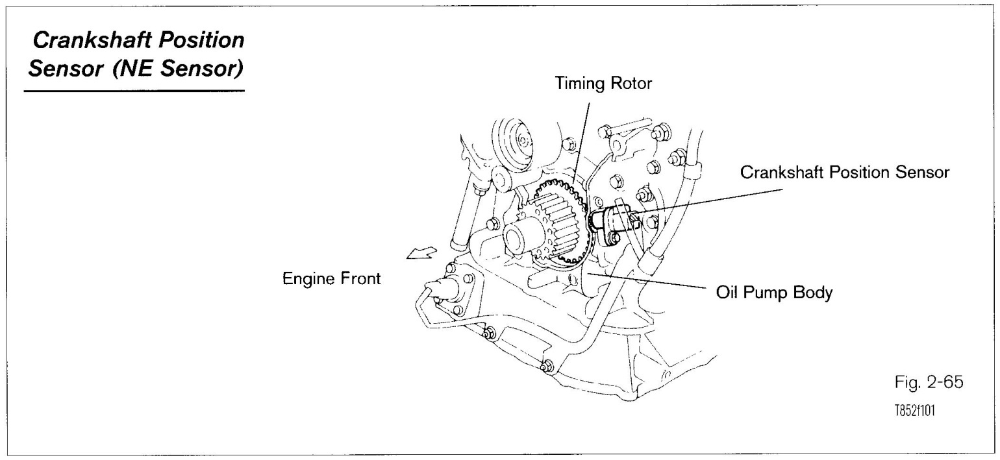 Crankshaft Position
Sensor (NE Sensor)
Timing Rotor
Crankshaft Position Sensor
Engine Front
Oil Pump Body
Fig. 2-65
T852f101